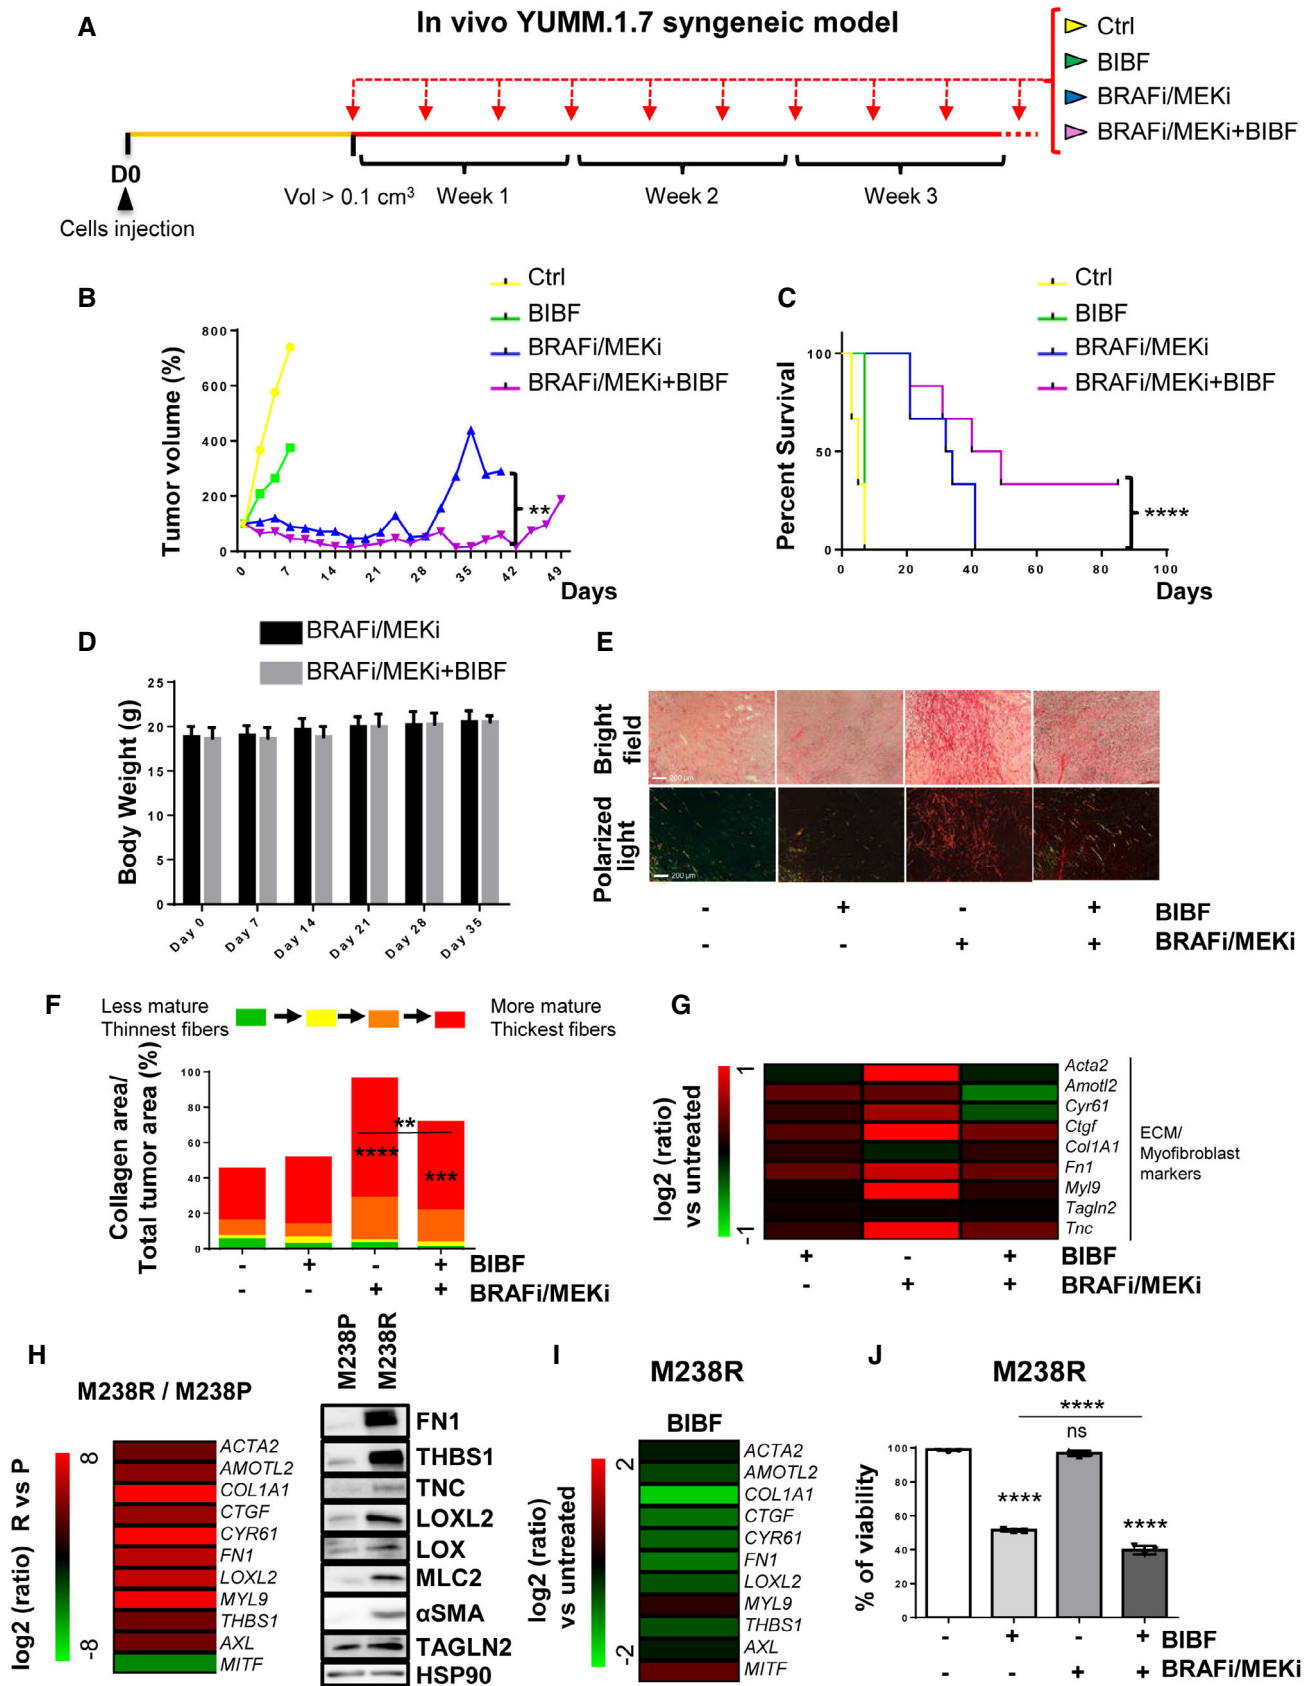 A
In vivo YUMM.1.7 syngeneic model
Ctrl
BIBF
BRAFi/MEKi
BRAFi/MEKi+BIBF
D0
Vol > 0.1 cm³
Week 1
Week 2
Week 3
Cells injection
B
Ctrl
BIBF
BRAFi/MEKi
BRAFi/MEKi+BIBF
Tumor volume (%)
800
600
400
200
0
**
0 7 14 21 28 35 42 49
Days
C
Ctrl
BIBF
BRAFi/MEKi
BRAFi/MEKi+BIBF
Percent Survival
100
50
0
****
0 20 40 60 80 100
Days
D
BRAFi/MEKi
BRAFi/MEKi+BIBF
Body Weight (g)
25
20
15
10
5
0
Day 0 Day 7 Day 14 Day 21 Day 28 Day 35
E
Bright
field
200 µm
Polarized
light
200 µm
- + - + BIBF
- - + + BRAFi/MEKi
F
Less mature
Thinnest fibers
More mature
Thickest fibers
Collagen area/
Total tumor area (%)
100
80
60
40
20
0
**
****
***
- + - + BIBF
- - + + BRAFi/MEKi
G
log2 (ratio)
vs untreated
1
-1
Acta2
Amotl2
Cyr61
Ctgf
Col1A1
Fn1
Myl9
Tagln2
Tnc
ECM/
Myofibroblast
markers
+ - + BIBF
- + + BRAFi/MEKi
H
M238R / M238P
log2 (ratio) R vs P
8
-8
ACTA2
AMOTL2
COL1A1
CTGF
CYR61
FN1
LOXL2
MYL9
THBS1
AXL
MITF
M238P
M238R
FN1
THBS1
TNC
LOXL2
LOX
MLC2
αSMA
TAGLN2
HSP90
I
M238R
BIBF
log2 (ratio)
vs untreated
2
-2
ACTA2
AMOTL2
COL1A1
CTGF
CYR61
FN1
LOXL2
MYL9
THBS1
AXL
MITF
J
M238R
****
ns
****
****
% of viability
100
80
60
40
20
0
- + - + BIBF
- - + + BRAFi/MEKi